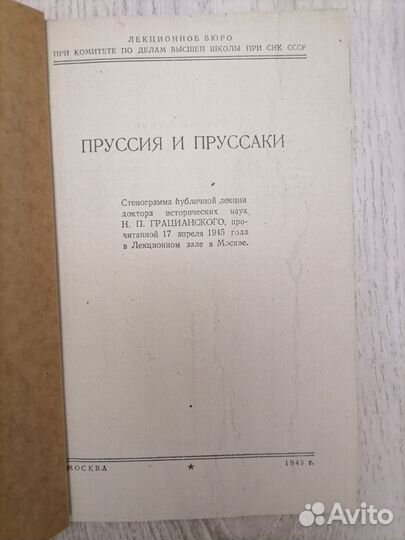 ЛЕКЦИОННОЕ БЮРО
ПРИ КОМИТЕТЕ ПО ДЕЛАМ ВЫСШЕЙ ШКОЛЫ ПРИ СНК СССР
ПРУССИЯ И ПРУССАКИ
Стенограмма публичной лекции
доктора исторических наук
Н. П. ГРАЦИАНСКОГО, про-
читанной 17 апреля 1945 года
в Лекционном зале в Москве.
МОСКВА ★ 1945 г.
Avito